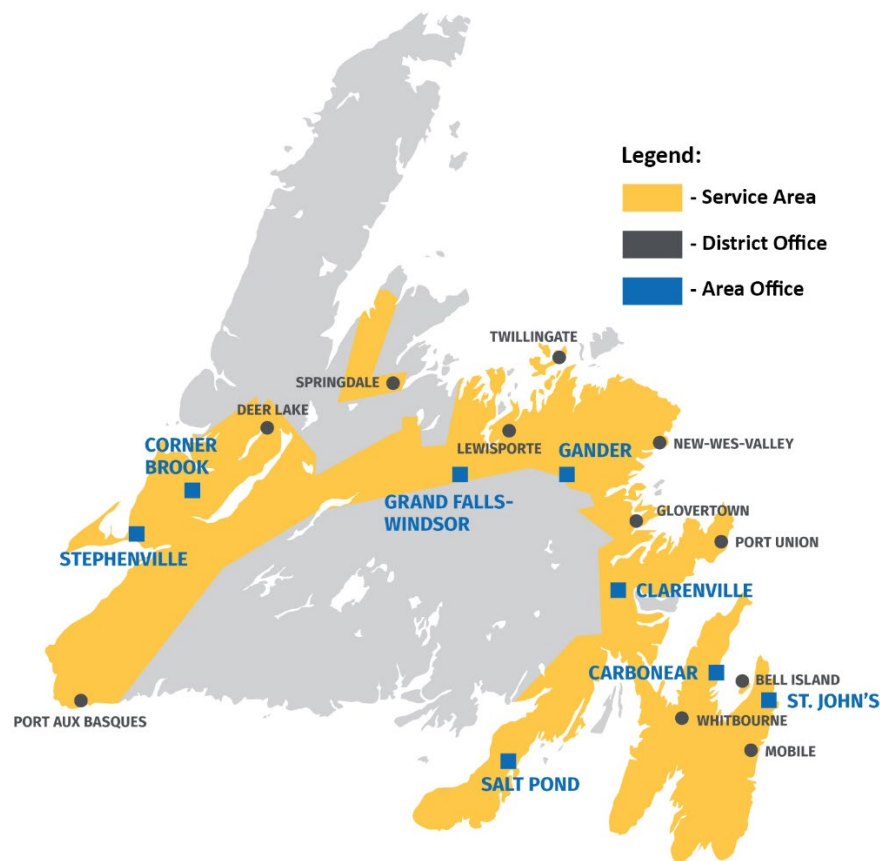 Legend:
- Service Area
- District Office
- Area Office
TWILLINGATE
SPRINGDALE
DEER LAKE
CORNER
BROOK
LEWISPORTE
GANDER
NEW-WES-VALLEY
GRAND FALLS-
WINDSOR
GLOVERTOWN
PORT UNION
STEPHENVILLE
CLARENVILLE
CARBONEAR
BELL ISLAND
ST. JOHN'S
PORT AUX BASQUES
WHITBOURNE
MOBILE
SALT POND